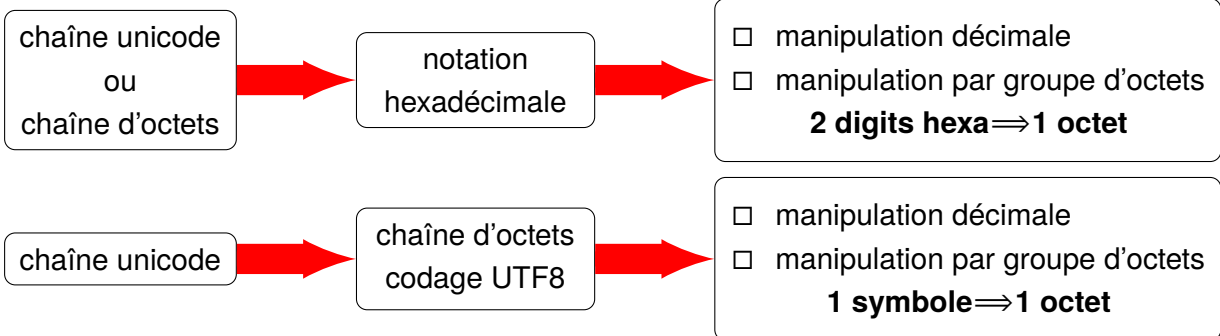 chaîne unicode
ou
chaîne d'octets
notation
hexadécimale
□ manipulation décimale
□ manipulation par groupe d'octets
2 digits hexa⟹1 octet
chaîne unicode
chaîne d'octets
codage UTF8
□ manipulation décimale
□ manipulation par groupe d'octets
1 symbole⟹1 octet